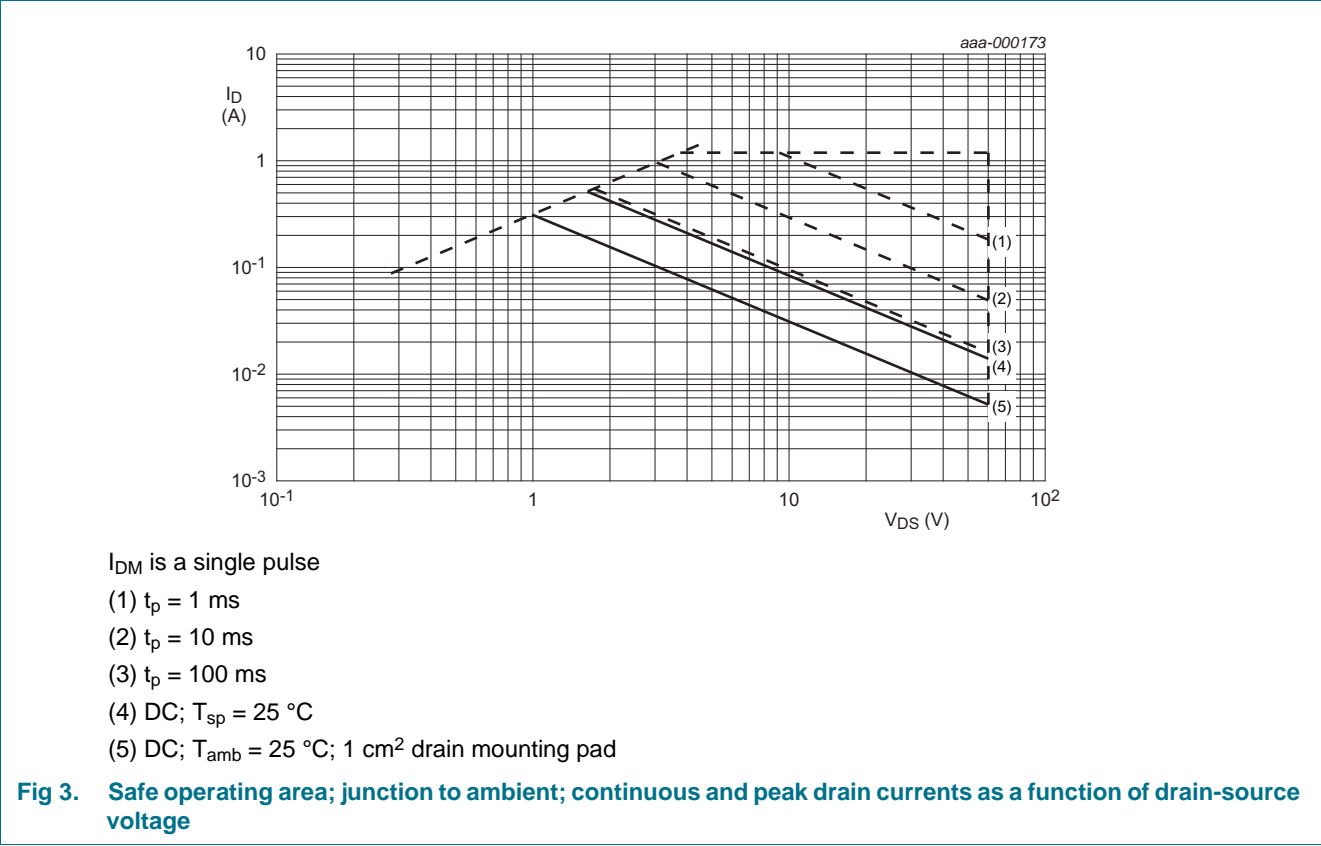 aaa-000173
10
I_D
(A)
1
10^-1
10^-2
10^-3
(1)
(2)
(3)
(4)
(5)
10^-1
1
10
10^2
V_DS (V)
I_DM is a single pulse
(1) t_p = 1 ms
(2) t_p = 10 ms
(3) t_p = 100 ms
(4) DC; T_sp = 25 °C
(5) DC; T_amb = 25 °C; 1 cm^2 drain mounting pad
Fig 3. Safe operating area; junction to ambient; continuous and peak drain currents as a function of drain-source
voltage